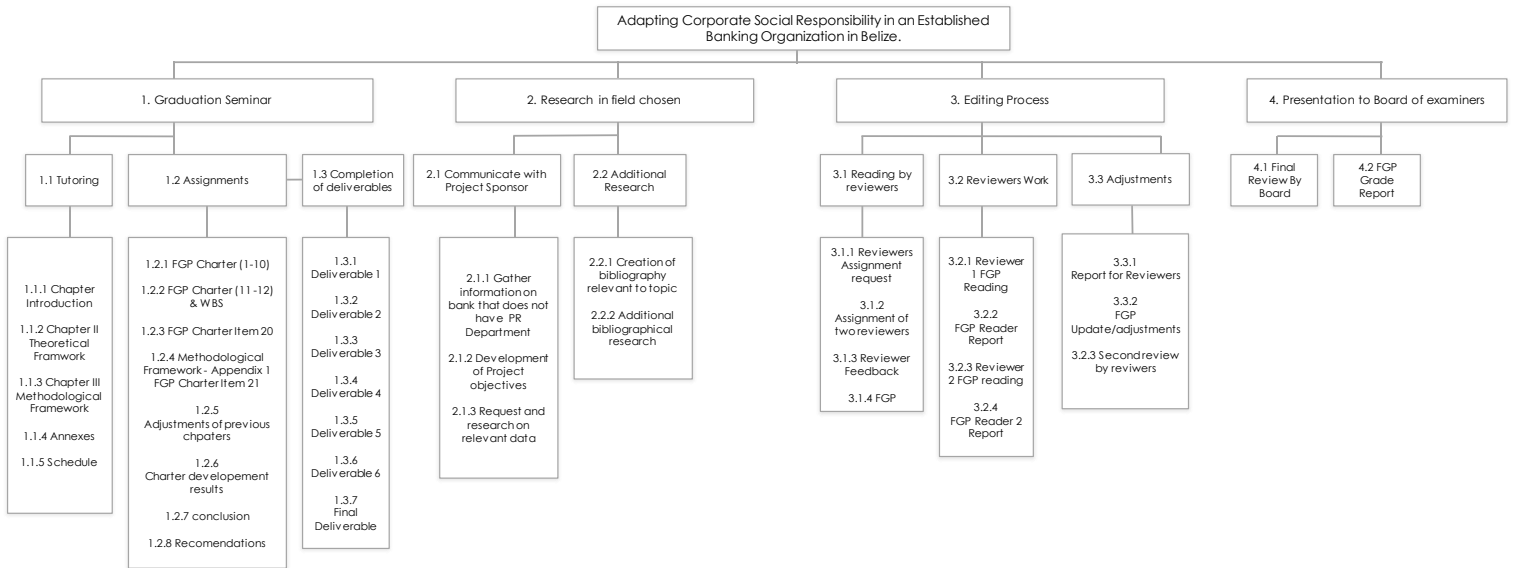 Adapting Corporate Social Responsibility in an Established
Banking Organization in Belize.
1. Graduation Seminar
2. Research in field chosen
3. Editing Process
4. Presentation to Board of examiners
1.1 Tutoring
1.2 Assignments
1.3 Completion
of deliverables
2.1 Communicate with
Project Sponsor
2.2 Additional
Research
3.1 Reading by
reviewers
3.2 Reviewers Work
3.3 Adjustments
4.1 Final
Review By
Board
4.2 FGP
Grade
Report
1.1.1 Chapter
Introduction
1.1.2 Chapter II
Theoretical
Framwork
1.1.3 Chapter III
Methodological
Framework
1.1.4 Annexes
1.1.5 Schedule
1.2.1 FGP Charter (1-10)
1.2.2 FGP Charter (11-12)
& WBS
1.2.3 FGP Charter Item 20
1.2.4 Methodological
Framework - Appendix 1
FGP Charter Item 21
1.2.5
Adjustments of previous
chpaters
1.2.6
Charter developement
results
1.2.7 conclusion
1.2.8 Recomendations
1.3.1
Deliverable 1
1.3.2
Deliverable 2
1.3.3
Deliverable 3
1.3.4
Deliverable 4
1.3.5
Deliverable 5
1.3.6
Deliverable 6
1.3.7
Final
Deliverable
2.1.1 Gather
information on
bank that does not
have PR
Department
2.1.2 Development
of Project
objectives
2.1.3 Request and
research on
relevant data
2.2.1 Creation of
bibliography
relevant to topic
2.2.2 Additional
bibliographical
research
3.1.1 Reviewers
Assignment
request
3.1.2
Assignment of
two reviewers
3.1.3 Reviewer
Feedback
3.1.4 FGP
3.2.1 Reviewer
1 FGP
Reading
3.2.2
FGP Reader
Report
3.2.3 Reviewer
2 FGP reading
3.2.4
FGP Reader 2
Report
3.3.1
Report for Reviewers
3.3.2
FGP
Update/adjustments
3.2.3 Second review
by reviwers